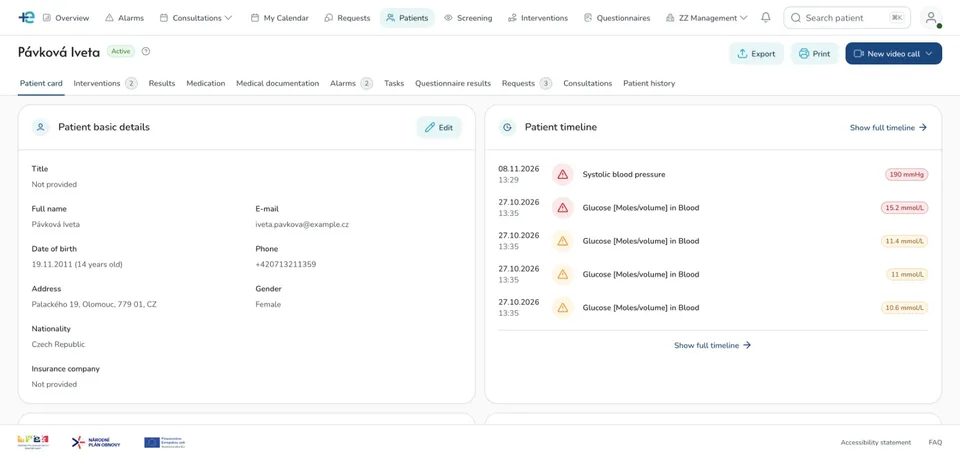 Overview Alarms Consultations My Calendar Requests Patients Screening Interventions Questionnaires ZZ Management Search patient ⌘K
Pávková Iveta Active Export Print New video call
Patient card Interventions 2 Results Medication Medical documentation Alarms 2 Tasks Questionnaire results Requests 3 Consultations Patient history
Patient basic details Edit
Title
Not provided
Full name E-mail
Pávková Iveta iveta.pavkova@example.cz
Date of birth Phone
19.11.2011 (14 years old) +420713211359
Address Gender
Palackého 19, Olomouc, 779 01, CZ Female
Nationality
Czech Republic
Insurance company
Not provided
Patient timeline Show full timeline
08.11.2026
13:29 Systolic blood pressure 190 mmHg
27.10.2026
13:35 Glucose [Moles/volume] in Blood 15.2 mmol/L
27.10.2026
13:35 Glucose [Moles/volume] in Blood 11.4 mmol/L
27.10.2026
13:35 Glucose [Moles/volume] in Blood 11 mmol/L
27.10.2026
13:35 Glucose [Moles/volume] in Blood 10.6 mmol/L
Show full timeline
NÁRODNÍ
PLÁN OBNOVY
Accessibility statement FAQ